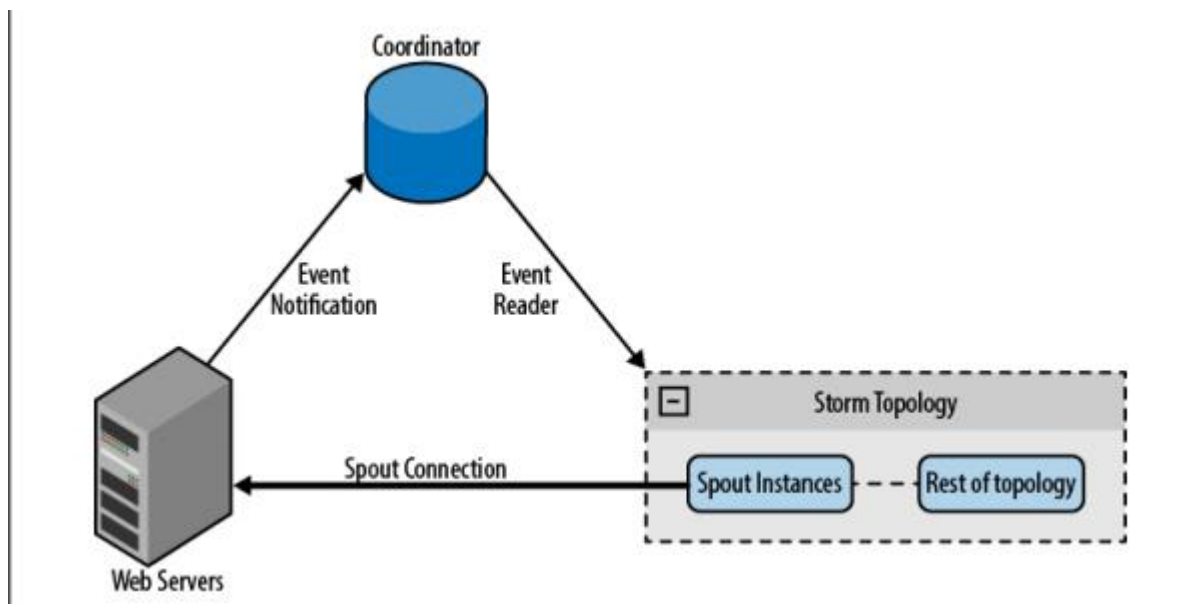 Coordinator
Event
Notification
Event
Reader
Storm Topology
Spout Connection
Spout Instances
Rest of topology
Web Servers